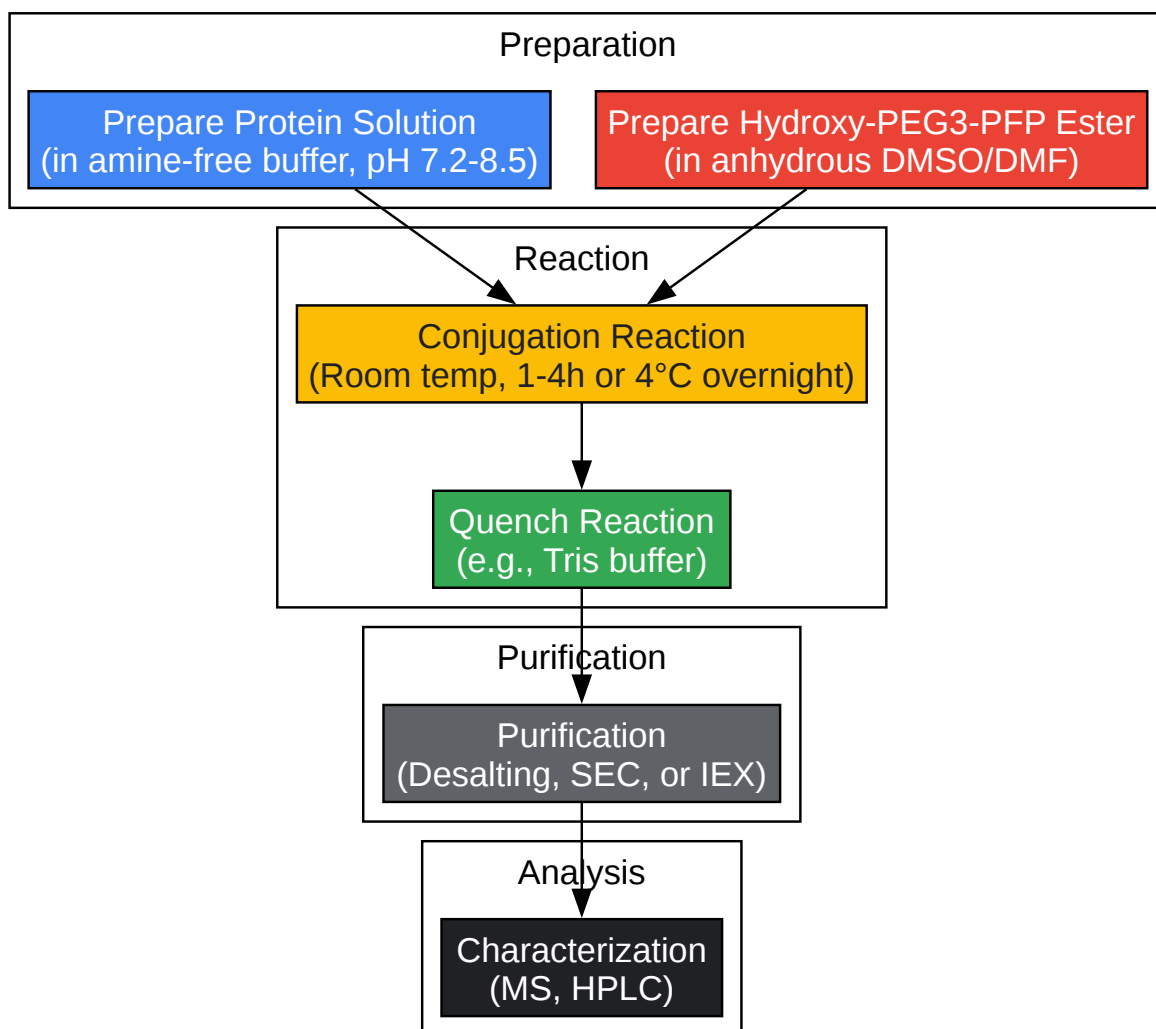 Preparation
Prepare Protein Solution
(in amine-free buffer, pH 7.2-8.5)
Prepare Hydroxy-PEG3-PFP Ester
(in anhydrous DMSO/DMF)
Reaction
Conjugation Reaction
(Room temp, 1-4h or 4°C overnight)
Quench Reaction
(e.g., Tris buffer)
Purification
Purification
(Desalting, SEC, or IEX)
Analysis
Characterization
(MS, HPLC)